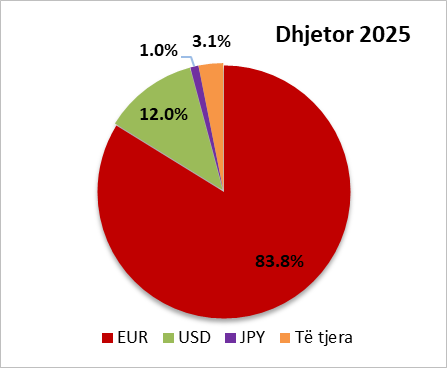 Dhjetor 2025
1.0%
3.1%
12.0%
83.8%
EUR USD JPY Të tjera